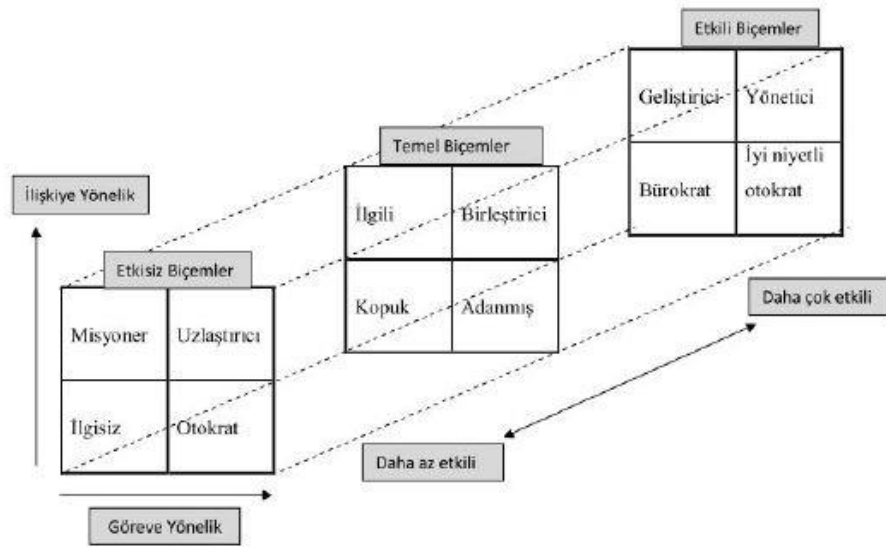 Etkili Biçemler
Geliştirici
Yönetici
Bürokrat
İyi niyetli
otokrat
Temel Biçemler
İlgili
Birleştirici
Kopuk
Adanmış
İlişkiye Yönelik
Etkisiz Biçemler
Misyoner
Uzlaştırıcı
İlgisiz
Otokrat
Daha çok etkili
Daha az etkili
Göreve Yönelik